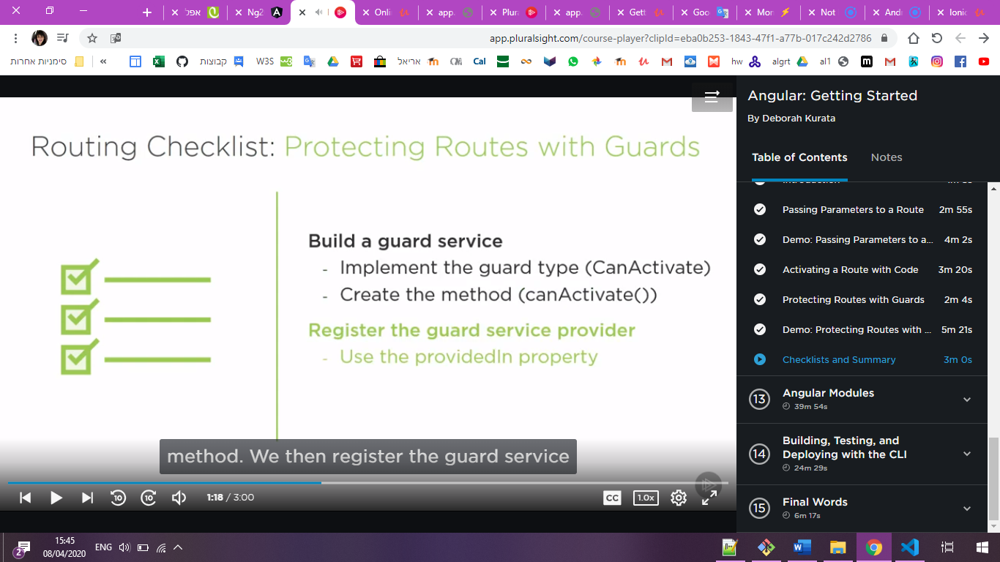 אפל
Ng2
Onli
app.
Plura
app.
Gett
Goo
Mor
Not
And
Ionic
app.pluralsight.com/course-player?clipId=eba0b253-1843-47f1-a77b-017c242d2786
סימניות אחרות
«
קבוצות
W3S
אריאל
Cal
hw
algrt
al1
Angular: Getting Started
By Deborah Kurata
Table of Contents
Notes
Routing Checklist: Protecting Routes with Guards
Build a guard service
- Implement the guard type (CanActivate)
- Create the method (canActivate())
Register the guard service provider
- Use the providedIn property
method. We then register the guard service
1:18 / 3:00
CC
1.0x
Passing Parameters to a Route 2m 55s
Demo: Passing Parameters to a... 4m 2s
Activating a Route with Code 3m 20s
Protecting Routes with Guards 2m 4s
Demo: Protecting Routes with ... 5m 21s
Checklists and Summary 3m 0s
13 Angular Modules
39m 54s
14 Building, Testing, and
Deploying with the CLI
24m 29s
15 Final Words
6m 17s
2
15:45
08/04/2020
ENG